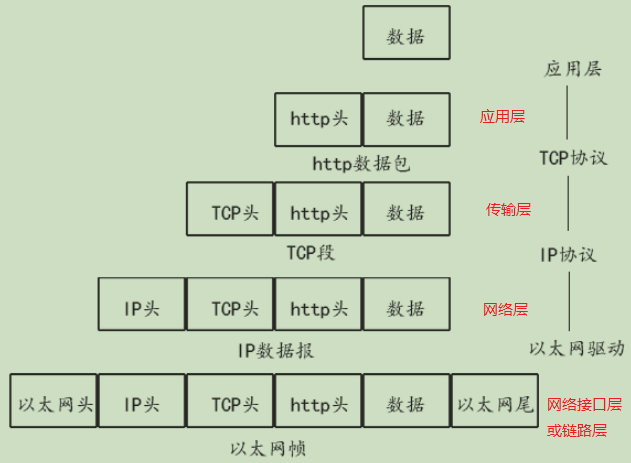 数据
应用层
http头 数据 应用层
http数据包
TCP协议
TCP头 http头 数据 传输层
TCP段
IP协议
IP头 TCP头 http头 数据 网络层
IP数据报
以太网驱动
以太网头 IP头 TCP头 http头 数据 以太网尾 网络接口层
或链路层
以太网帧